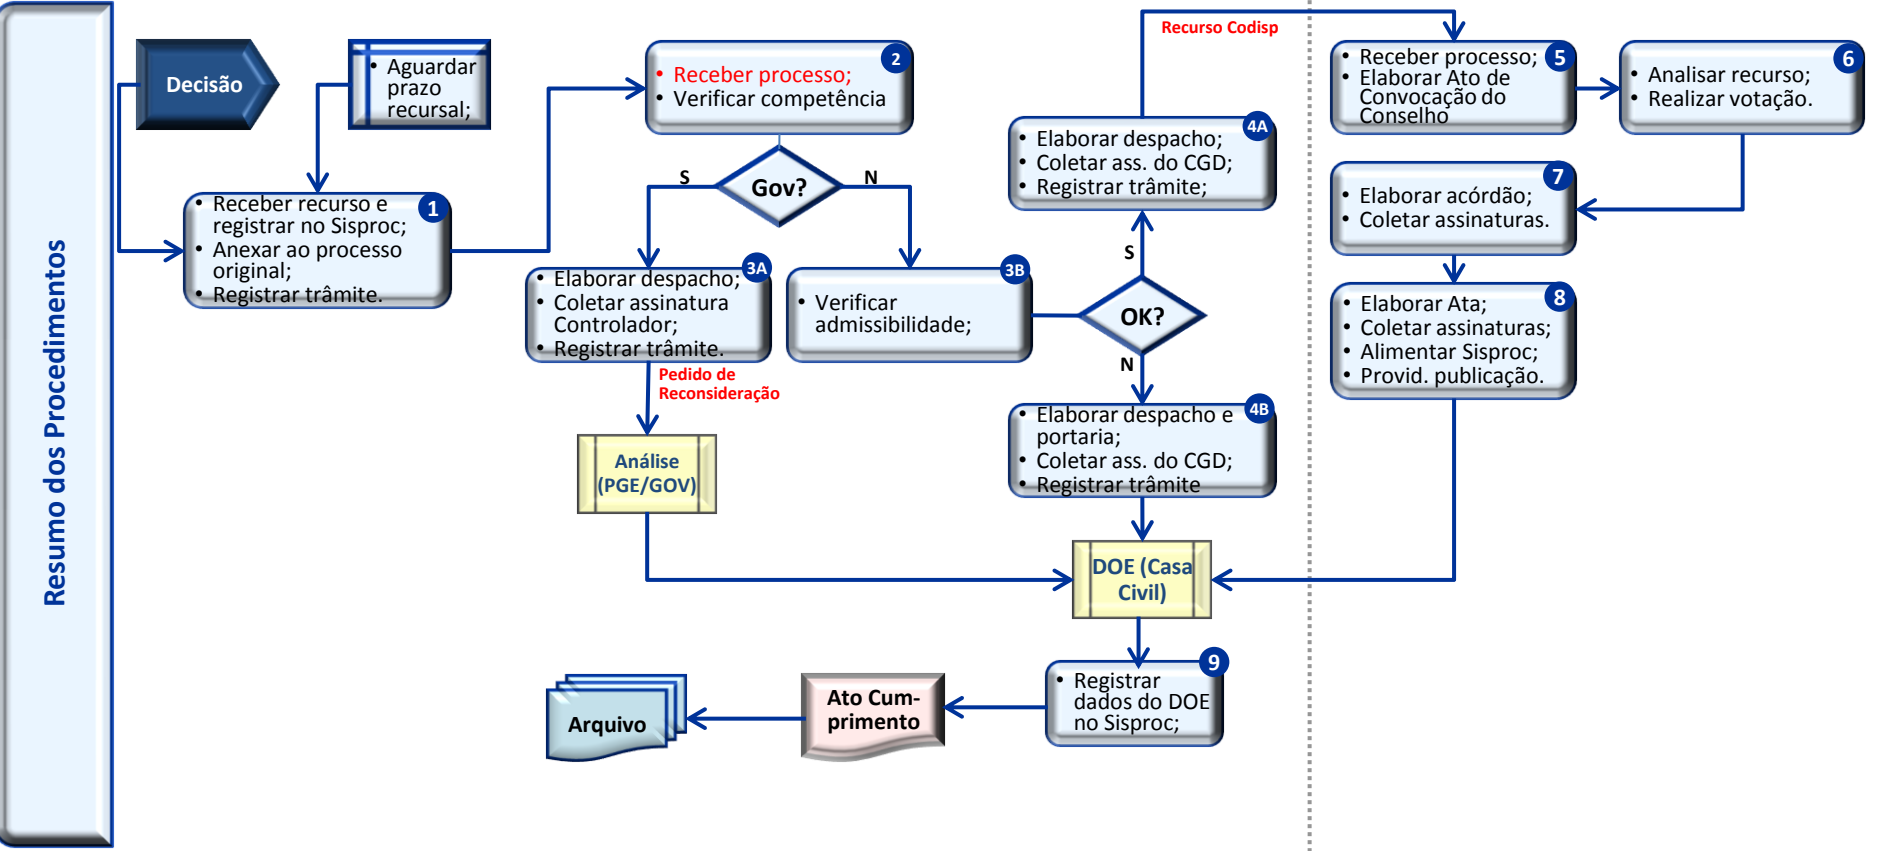 Resumo dos Procedimentos
Decisão
• Aguardar
prazo
recursal;
1
• Receber recurso e
registrar no Sisproc;
• Anexar ao processo
original;
• Registrar trâmite.
2
• Receber processo;
• Verificar competência
Gov?
S
N
3A
• Elaborar despacho;
• Coletar assinatura
Controlador;
• Registrar trâmite.
Pedido de
Reconsideração
Análise
(PGE/GOV)
3B
• Verificar
admissibilidade;
OK?
S
N
4A
• Elaborar despacho;
• Coletar ass. do CGD;
• Registrar trâmite;
Recurso Codisp
4B
• Elaborar despacho e
portaria;
• Coletar ass. do CGD;
• Registrar trâmite
5
• Receber processo;
• Elaborar Ato de
Convocação do
Conselho
6
• Analisar recurso;
• Realizar votação.
7
• Elaborar acórdão;
• Coletar assinaturas.
8
• Elaborar Ata;
• Coletar assinaturas;
• Alimentar Sisproc;
• Provid. publicação.
DOE (Casa
Civil)
9
• Registrar
dados do DOE
no Sisproc;
Ato Cum-
primento
Arquivo